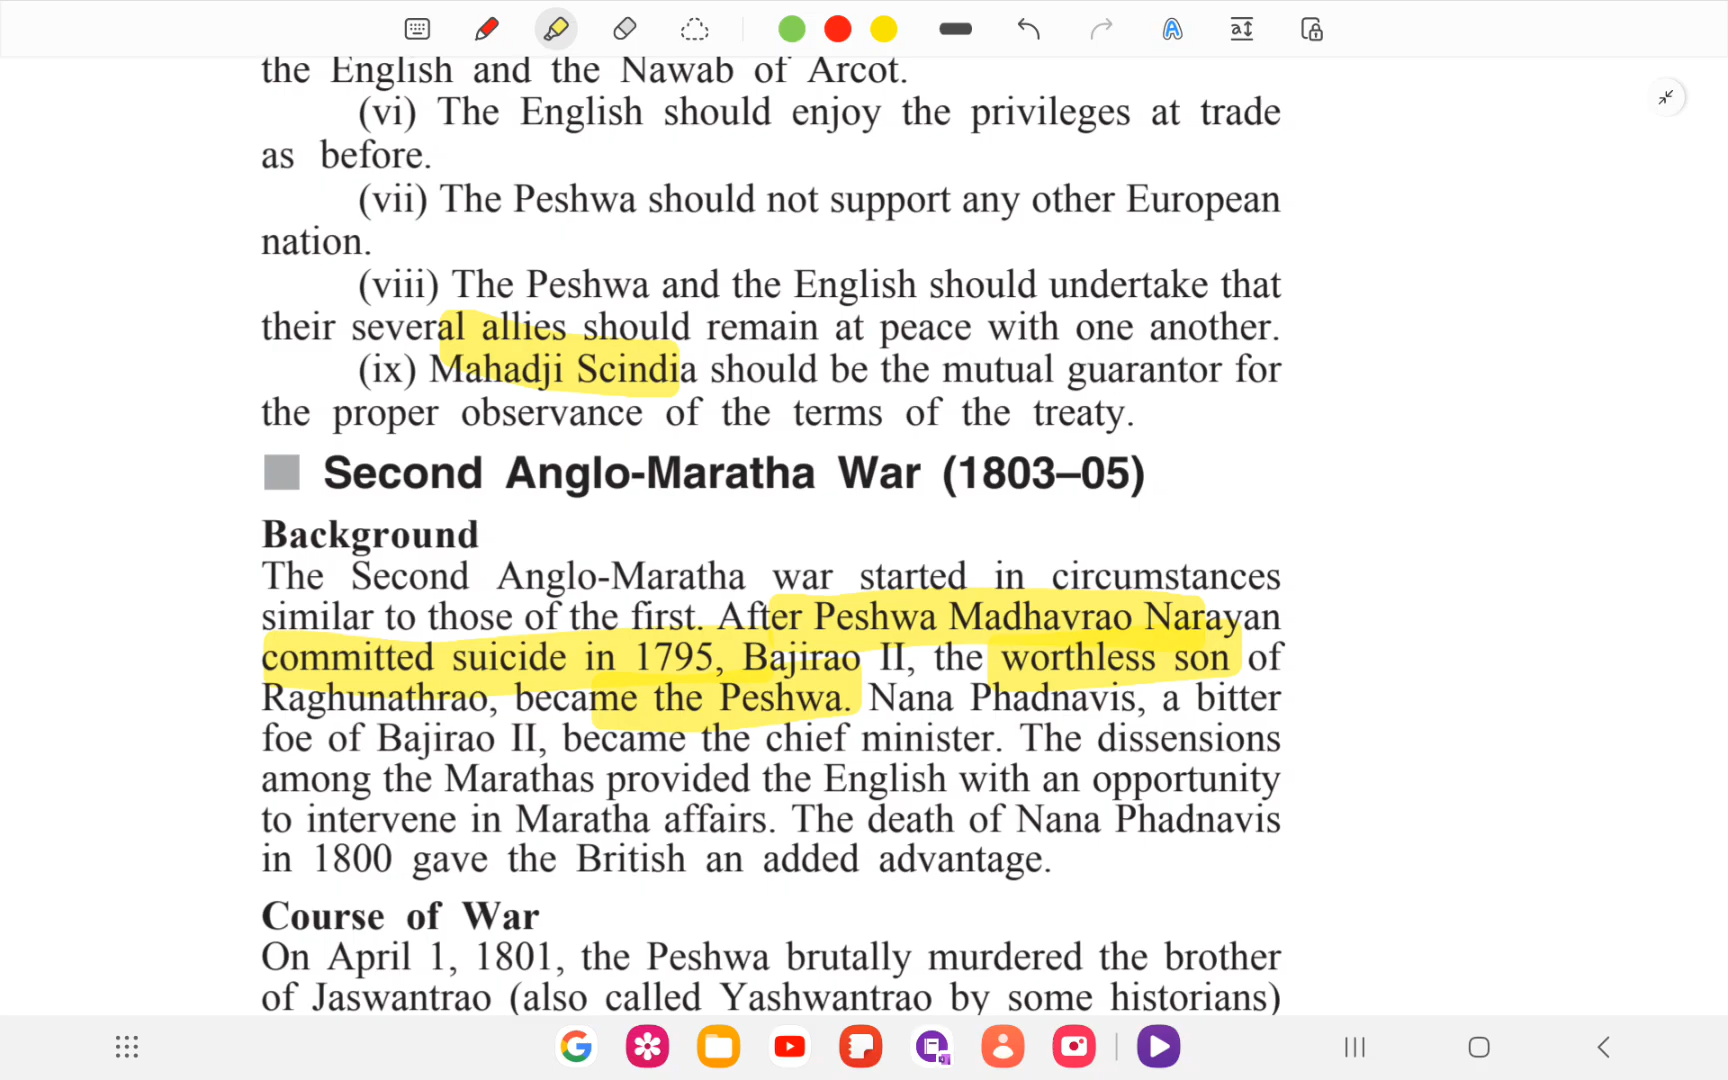 the English and the Nawab of Arcot.
(vi) The English should enjoy the privileges at trade
as before.
(vii) The Peshwa should not support any other European
nation.
(viii) The Peshwa and the English should undertake that
their several allies should remain at peace with one another.
(ix) Mahadji Scindia should be the mutual guarantor for
the proper observance of the terms of the treaty.
Second Anglo-Maratha War (1803–05)
Background
The Second Anglo-Maratha war started in circumstances
similar to those of the first. After Peshwa Madhavrao Narayan
committed suicide in 1795, Bajirao II, the worthless son of
Raghunathrao, became the Peshwa. Nana Phadnavis, a bitter
foe of Bajirao II, became the chief minister. The dissensions
among the Marathas provided the English with an opportunity
to intervene in Maratha affairs. The death of Nana Phadnavis
in 1800 gave the British an added advantage.
Course of War
On April 1, 1801, the Peshwa brutally murdered the brother
of Jaswantrao (also called Yashwantrao by some historians)